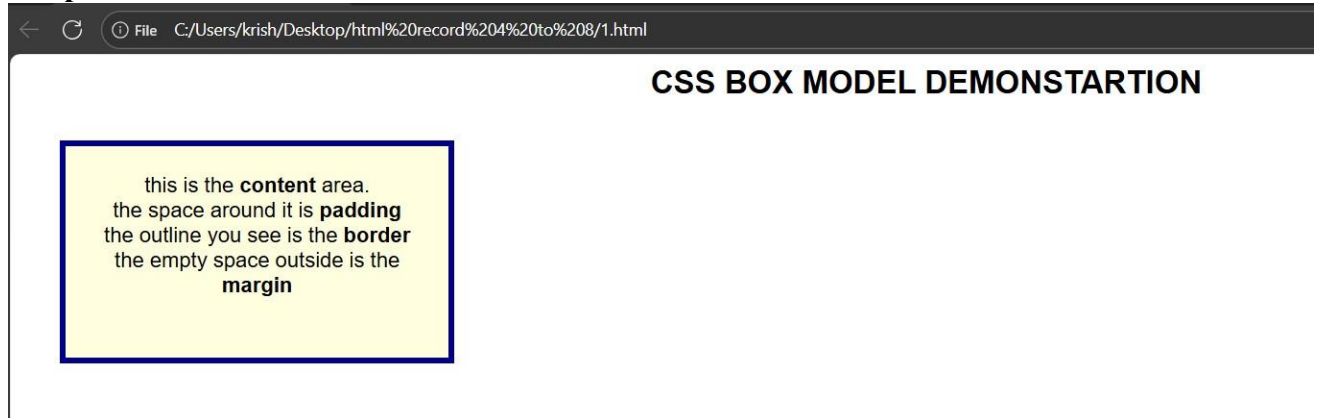 File C:/Users/krish/Desktop/html%20record%204%20to%208/1.html
CSS BOX MODEL DEMONSTARTION
this is the content area.
the space around it is padding
the outline you see is the border
the empty space outside is the
margin